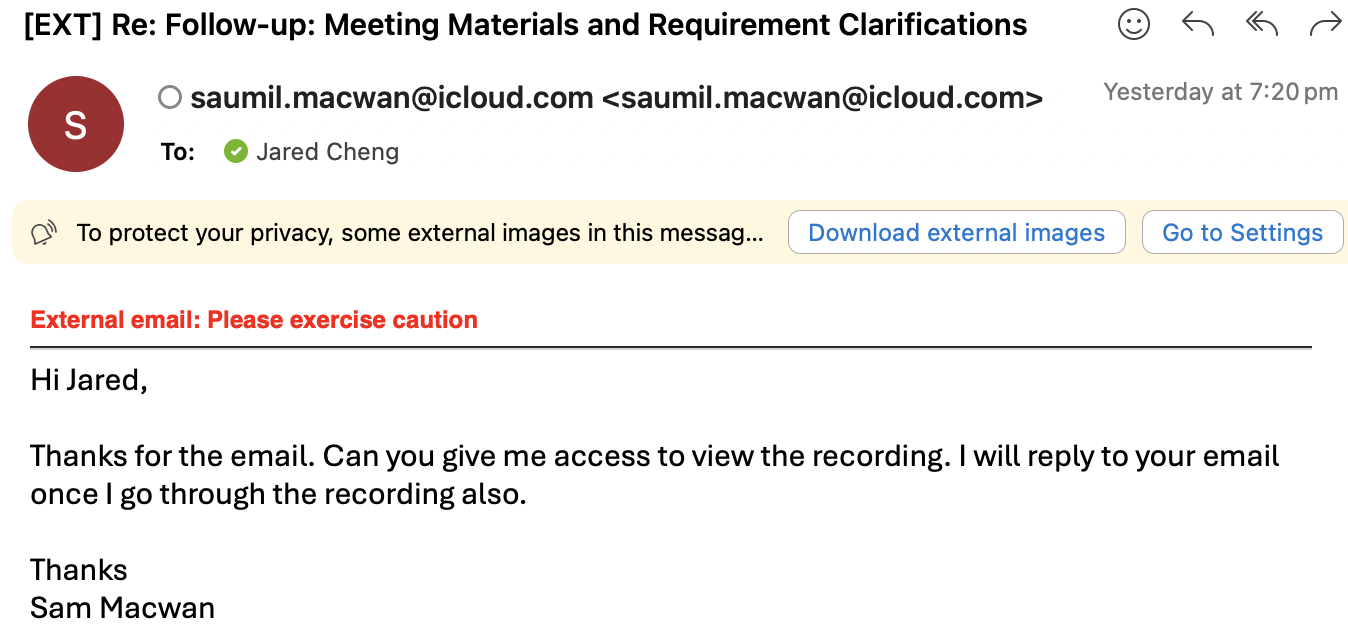 [EXT] Re: Follow-up: Meeting Materials and Requirement Clarifications
S
saumil.macwan@icloud.com <saumil.macwan@icloud.com>
Yesterday at 7:20 pm
To: Jared Cheng
To protect your privacy, some external images in this messag...
Download external images
Go to Settings
External email: Please exercise caution
Hi Jared,
Thanks for the email. Can you give me access to view the recording. I will reply to your email
once I go through the recording also.
Thanks
Sam Macwan